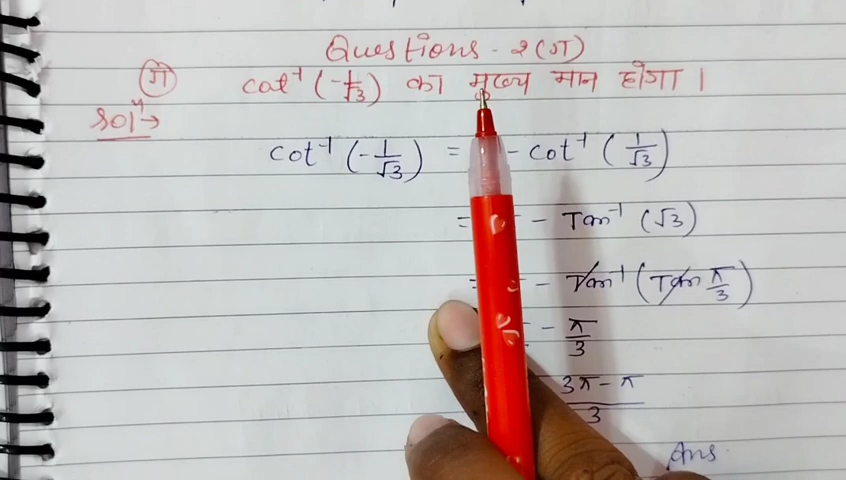 Questions - 2 (ग)
(ग) cot⁻¹ (-1/√3) का मुख्य मान होगा ।
Solⁿ→
cot⁻¹ (-1/√3) = - cot⁻¹ (1/√3)
= - Tan⁻¹ (√3)
= - Tan⁻¹ (Tan π/3)
- π/3
3π - π / 3
Ans.